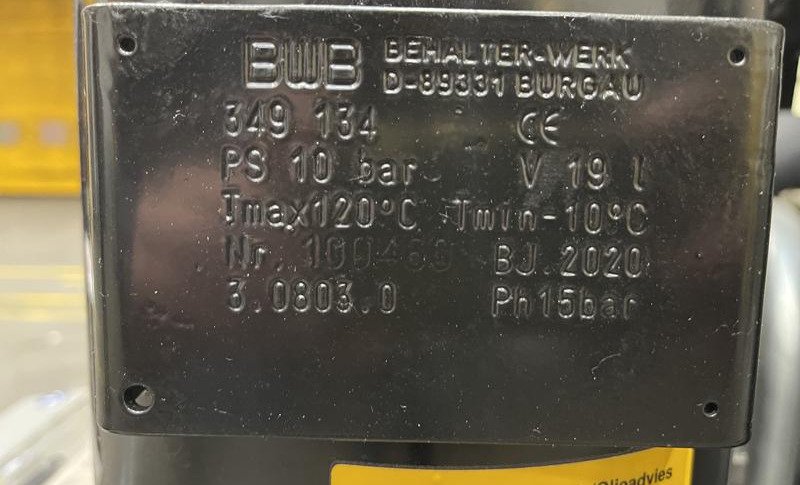 BWB BEHALTER-WERK
D-89331 BURGAU
349 134 CE
PS 10 bar V 19 l
Tmax120°C Tmin-10°C
Nr. BJ.2020
3.0803.0 Ph15bar